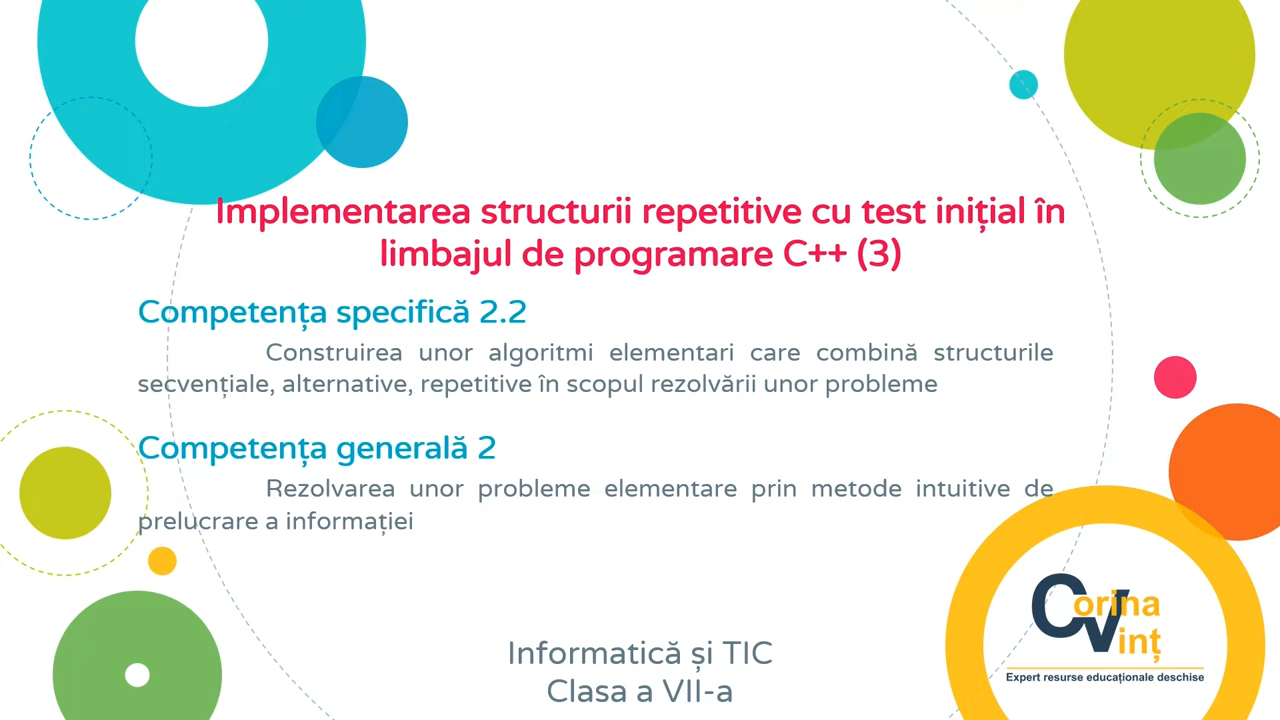 Implementarea structurii repetitive cu test inițial în
limbajul de programare C++ (3)
Competența specifică 2.2
Construirea unor algoritmi elementari care combină structurile
secvențiale, alternative, repetitive în scopul rezolvării unor probleme
Competența generală 2
Rezolvarea unor probleme elementare prin metode intuitive de
prelucrare a informației
Informatică și TIC
Clasa a VII-a
Corina
Vinț
Expert resurse educaționale deschise